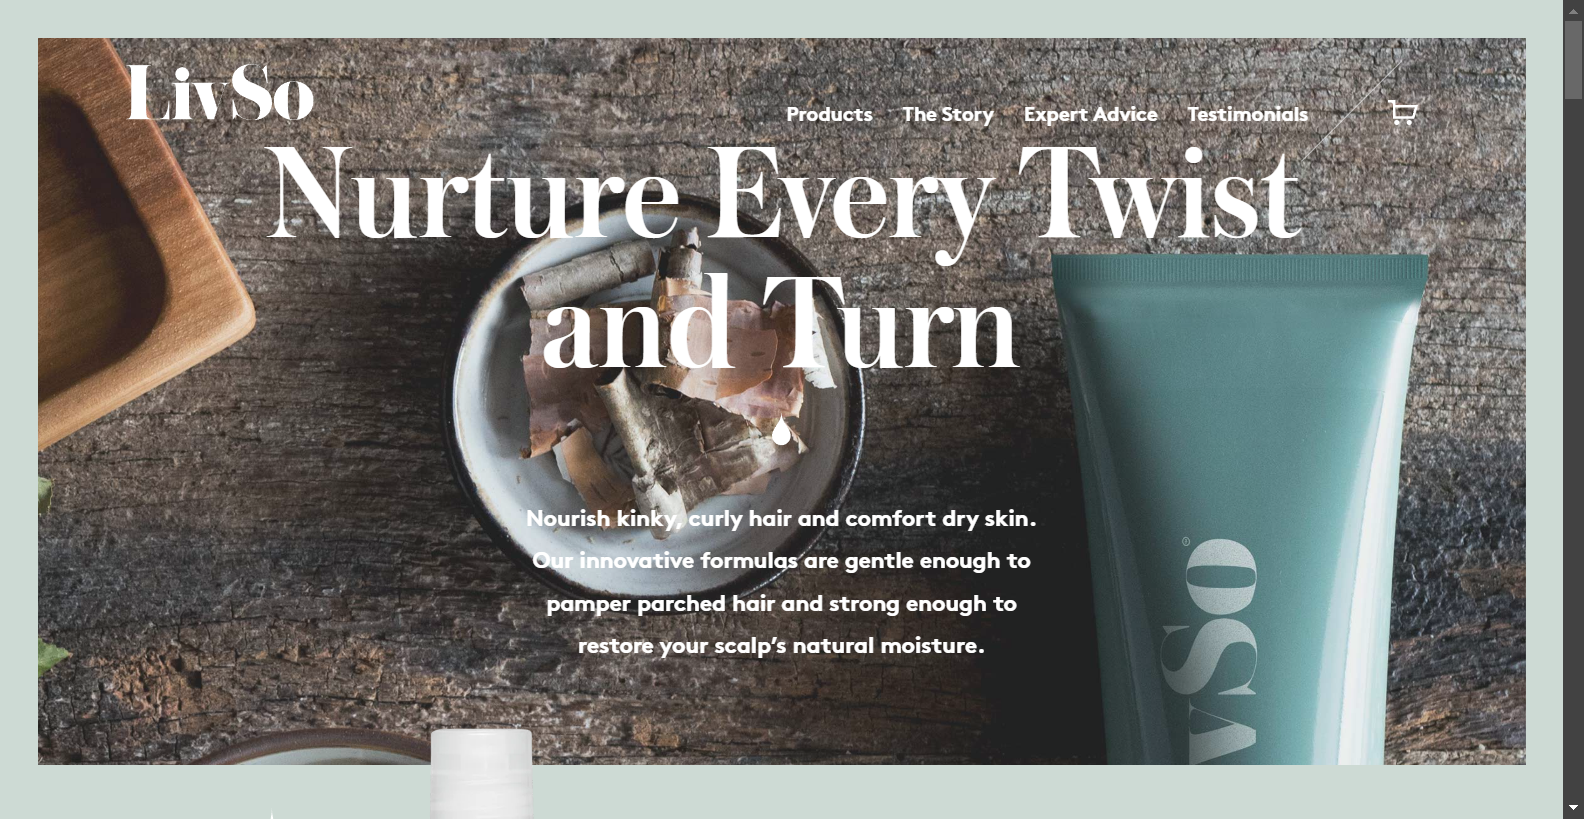 LivSo
Products The Story Expert Advice Testimonials
Nurture Every Twist
and Turn
Nourish kinky, curly hair and comfort dry skin.
Our innovative formulas are gentle enough to
pamper parched hair and strong enough to
restore your scalp’s natural moisture.
VSO®